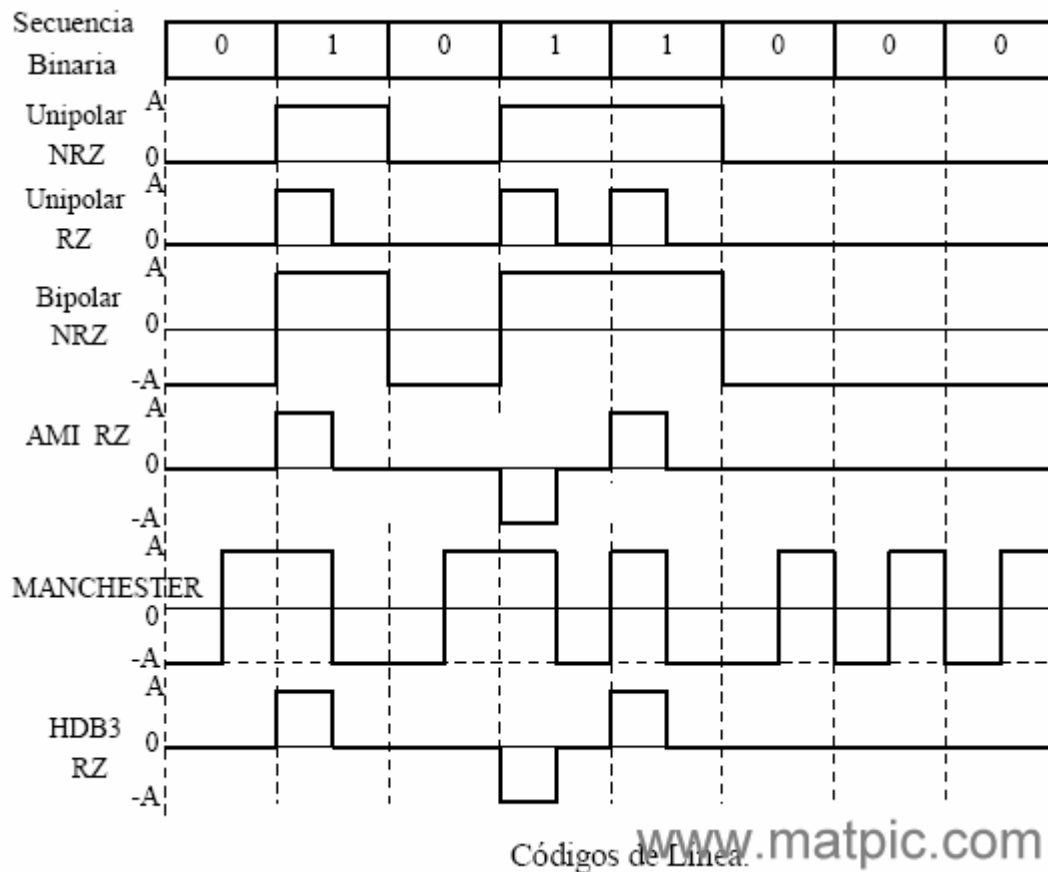 Secuencia
Binaria
0 1 0 1 1 0 0 0
Unipolar
NRZ
A
0
Unipolar
RZ
A
0
Bipolar
NRZ
A
0
-A
AMI RZ
A
0
-A
MANCHESTER
A
0
-A
HDB3
RZ
A
0
-A
Códigos de Línea.
www.matpic.com